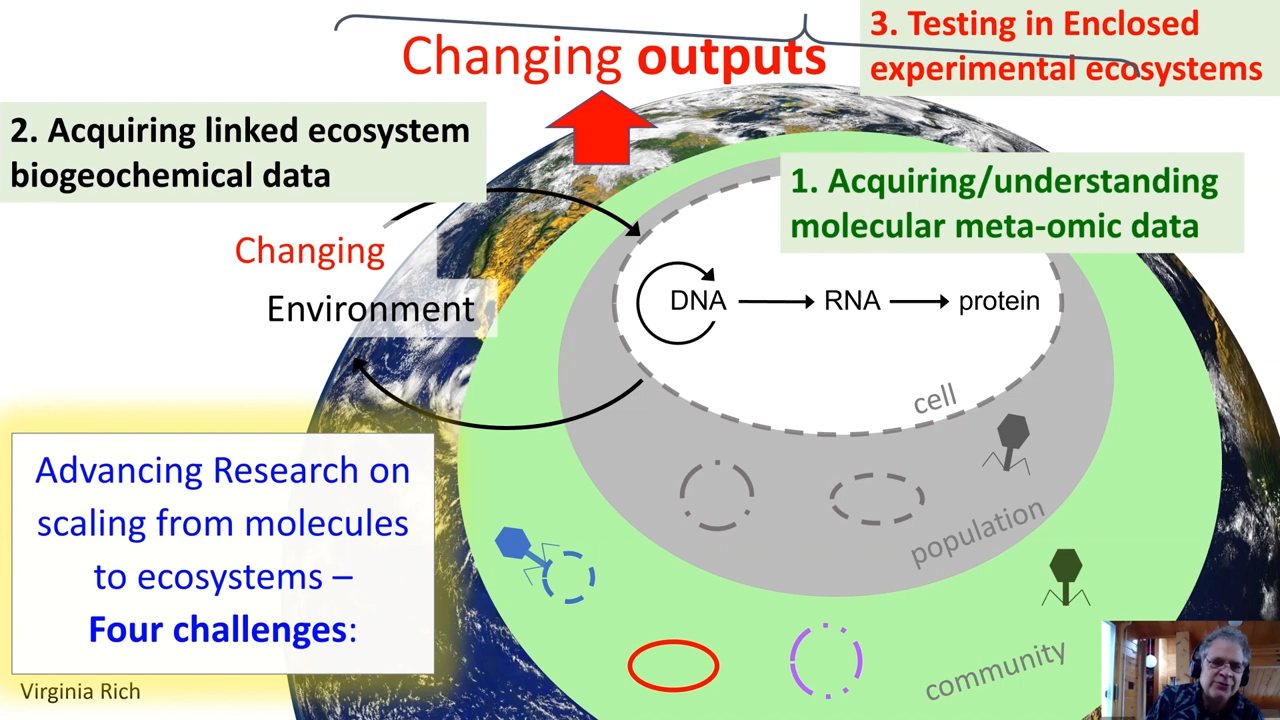 Changing outputs
3. Testing in Enclosed
experimental ecosystems
2. Acquiring linked ecosystem
biogeochemical data
1. Acquiring/understanding
molecular meta-omic data
Changing
Environment
DNA RNA protein
cell
population
community
Advancing Research on
scaling from molecules
to ecosystems –
Four challenges:
Virginia Rich